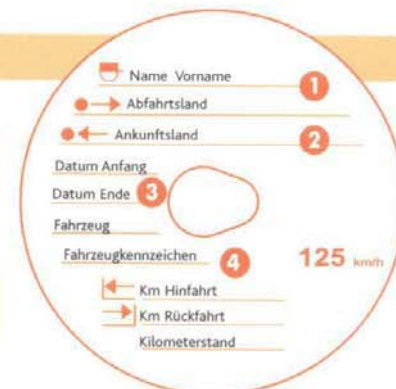 Name Vorname 1
Abfahrtsland
Ankunftsland 2
Datum Anfang
Datum Ende 3
Fahrzeug
Fahrzeugkennzeichen 4
125 km/h
Km Hinfahrt
Km Rückfahrt
Kilometerstand